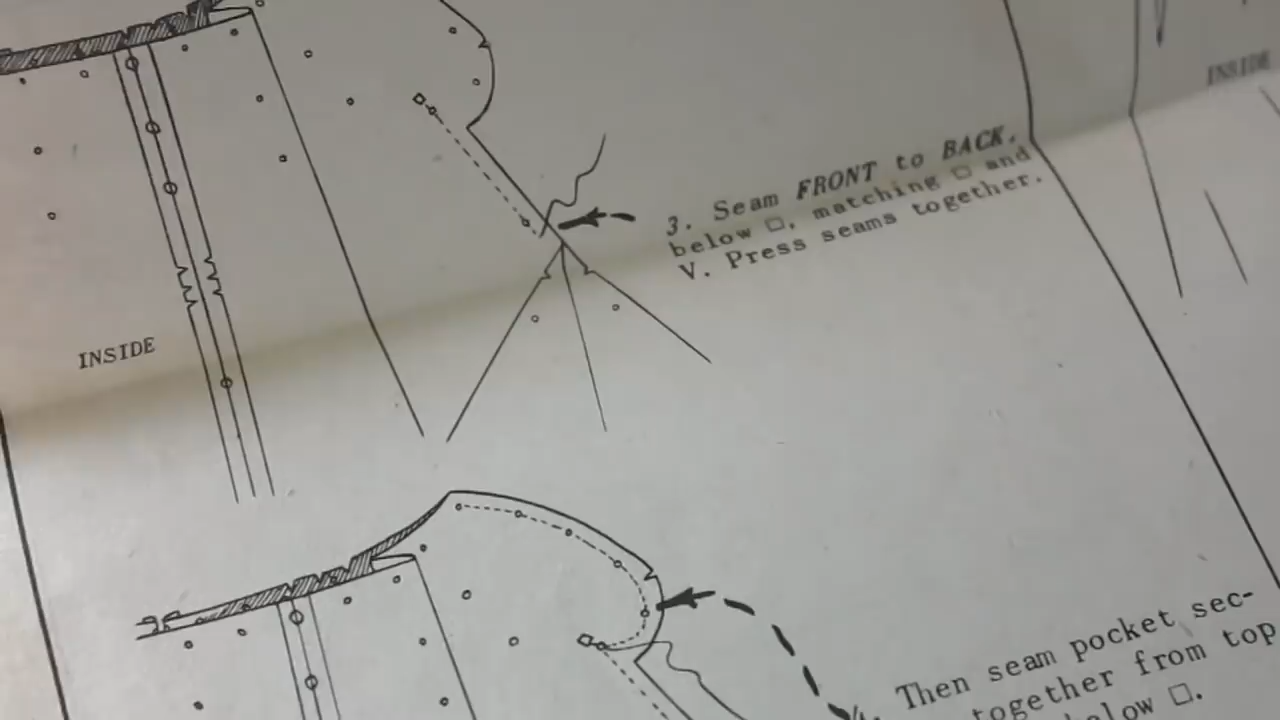 INSIDE
3. Seam FRONT to BACK.
below □, matching □ and
V. Press seams together.
INSIDE
4. Then seam pocket sec-
together from top
below □.